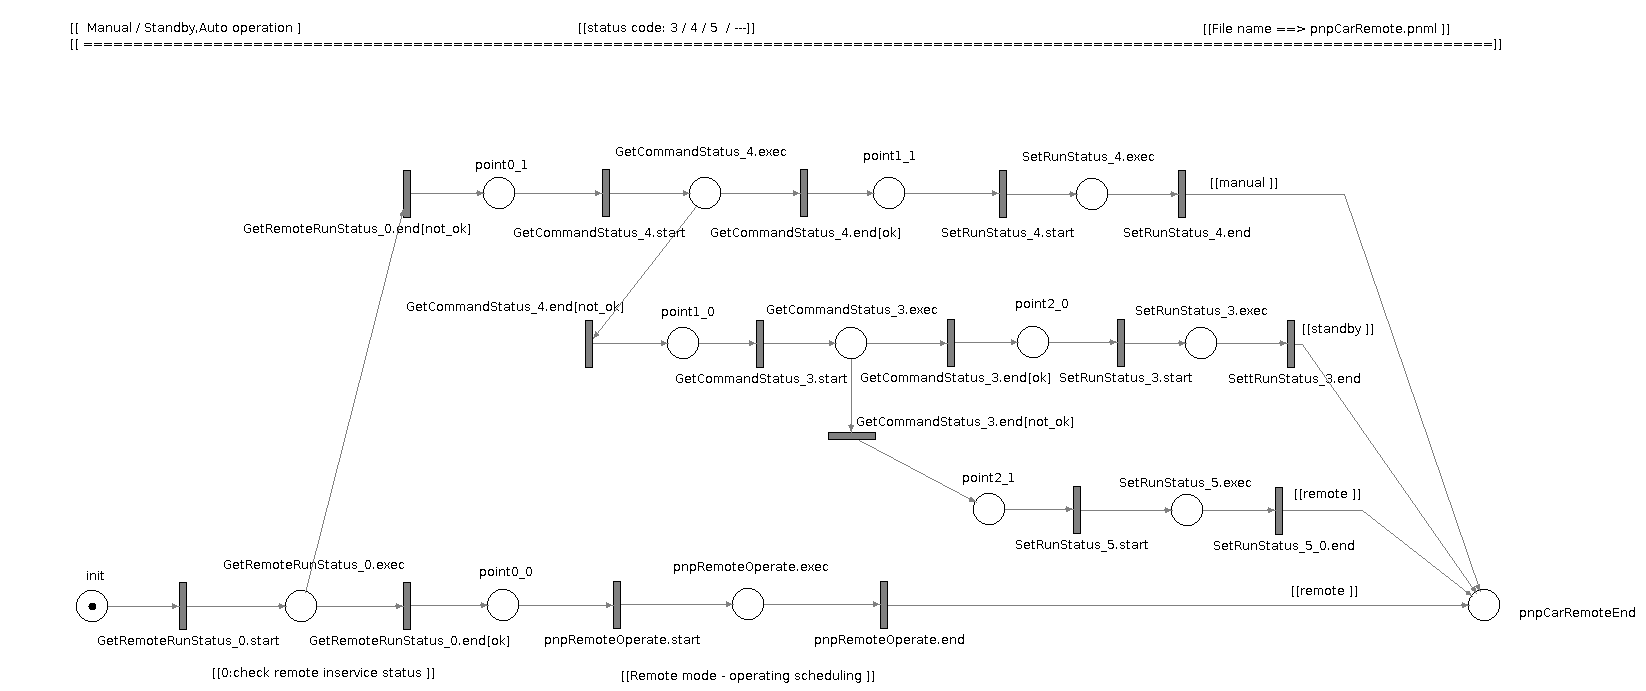 [[  Manual / Standby,Auto operation ]
[[status code: 3 / 4 / 5  / ---]]
[[File name ==> pnpCarRemote.pnml ]]
[[ ==================================================================================================================================================]]
GetCommandStatus_4.exec
point1_1
SetRunStatus_4.exec
point0_1
[[manual ]]
GetRemoteRunStatus_0.end[not_ok]
GetCommandStatus_4.start
GetCommandStatus_4.end[ok]
SetRunStatus_4.start
SetRunStatus_4.end
GetCommandStatus_4.end[not_ok]
point1_0
GetCommandStatus_3.exec
point2_0
SetRunStatus_3.exec
[[standby ]]
GetCommandStatus_3.start
GetCommandStatus_3.end[ok]
SetRunStatus_3.start
SettRunStatus_3.end
GetCommandStatus_3.end[not_ok]
point2_1
SetRunStatus_5.exec
[[remote ]]
SetRunStatus_5.start
SetRunStatus_5_0.end
init
GetRemoteRunStatus_0.exec
point0_0
pnpRemoteOperate.exec
[[remote ]]
pnpCarRemoteEnd
GetRemoteRunStatus_0.start
GetRemoteRunStatus_0.end[ok]
pnpRemoteOperate.start
pnpRemoteOperate.end
[[0:check remote inservice status ]]
[[Remote mode - operating scheduling ]]